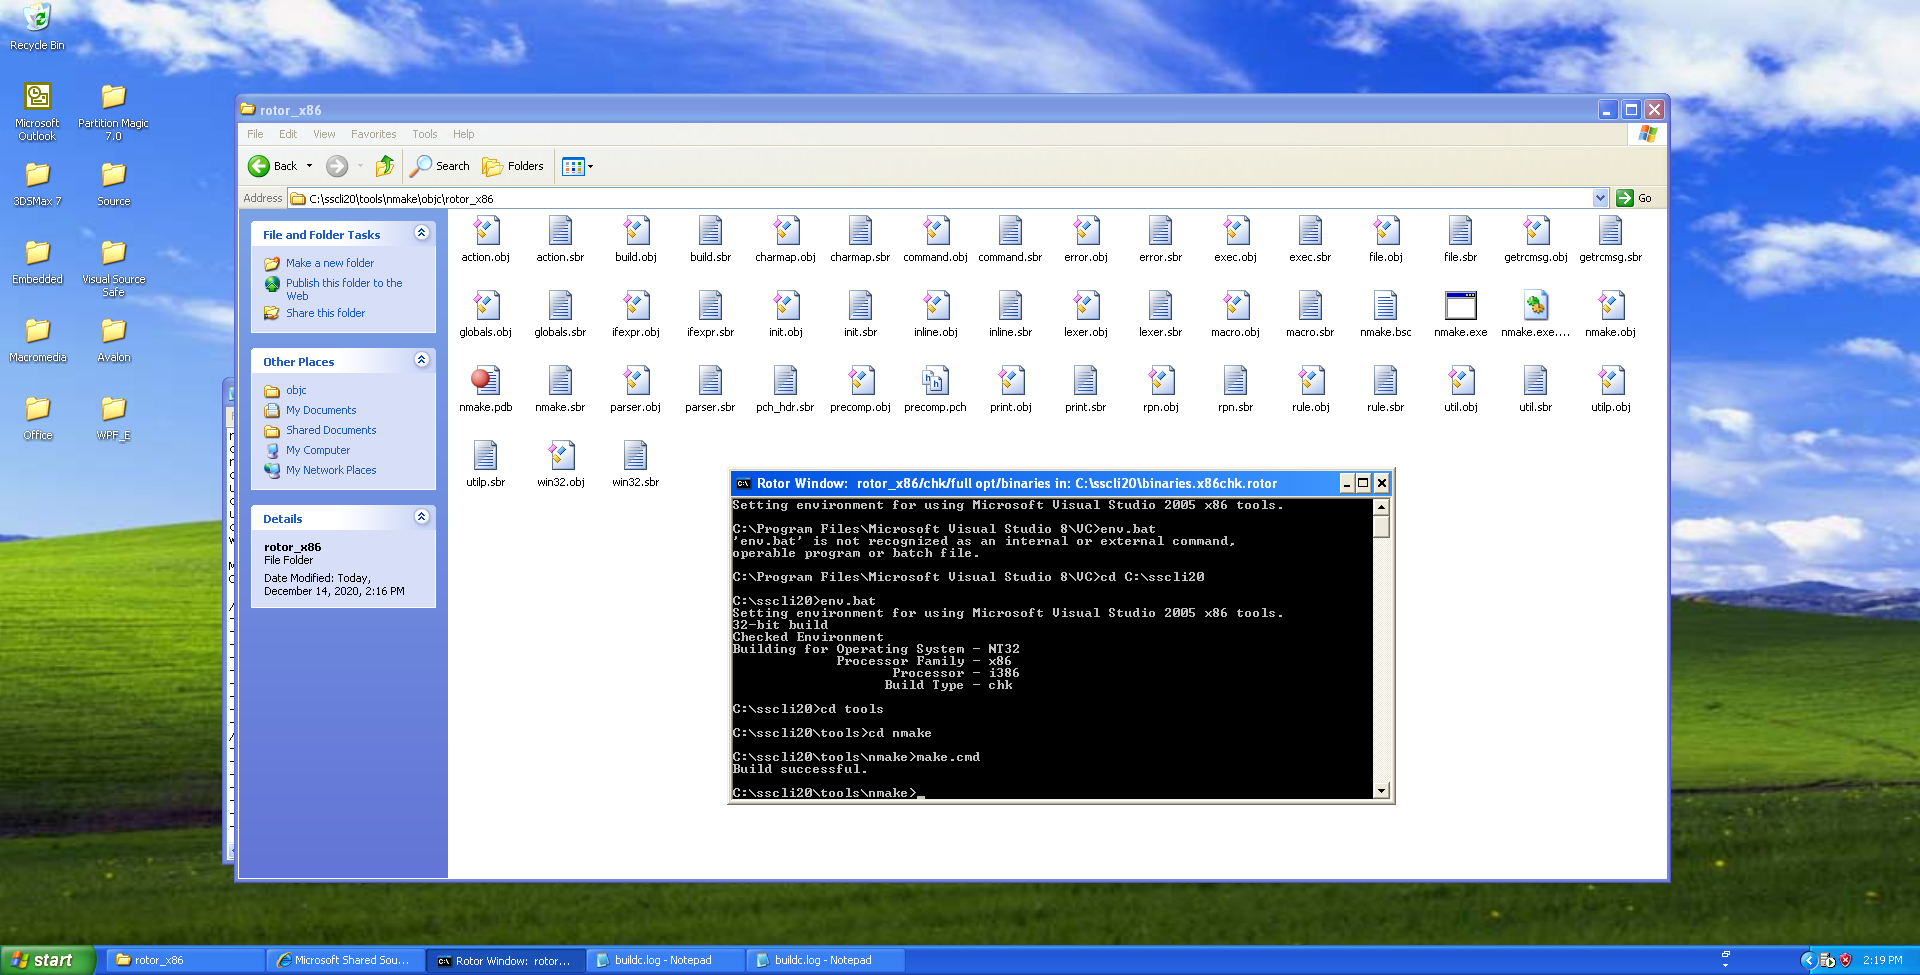 Recycle Bin
Microsoft Outlook
Partition Magic 7.0
3DSMax 7
Source
Embedded
Visual Source Safe
Macromedia
Avalon
Office
WPF_E
rotor_x86
File Edit View Favorites Tools Help
Back Search Folders
Address C:\sscli20\tools\nmake\objc\rotor_x86 Go
File and Folder Tasks
Make a new folder
Publish this folder to the Web
Share this folder
Other Places
objc
My Documents
Shared Documents
My Computer
My Network Places
Details
rotor_x86
File Folder
Date Modified: Today,
December 14, 2020, 2:16 PM
action.obj action.sbr build.obj build.sbr charmap.obj charmap.sbr command.obj command.sbr error.obj error.sbr exec.obj exec.sbr file.obj file.sbr getrcmsg.obj getrcmsg.sbr
globals.obj globals.sbr ifexpr.obj ifexpr.sbr init.obj init.sbr inline.obj inline.sbr lexer.obj lexer.sbr macro.obj macro.sbr nmake.bsc nmake.exe nmake.exe.... nmake.obj
nmake.pdb nmake.sbr parser.obj parser.sbr pch_hdr.sbr precomp.obj precomp.pch print.obj print.sbr rpn.obj rpn.sbr rule.obj rule.sbr util.obj util.sbr utilp.obj
utilp.sbr win32.obj win32.sbr
Rotor Window: rotor_x86/chk/full opt/binaries in: C:\sscli20\binaries.x86chk.rotor
Setting environment for using Microsoft Visual Studio 2005 x86 tools.
C:\Program Files\Microsoft Visual Studio 8\VC>env.bat
'env.bat' is not recognized as an internal or external command,
operable program or batch file.
C:\Program Files\Microsoft Visual Studio 8\VC>cd C:\sscli20
C:\sscli20>env.bat
Setting environment for using Microsoft Visual Studio 2005 x86 tools.
32-bit build
Checked Environment
Building for Operating System - NT32
Processor Family - x86
Processor - i386
Build Type - chk
C:\sscli20>cd tools
C:\sscli20\tools>cd nmake
C:\sscli20\tools\nmake>make.cmd
Build successful.
C:\sscli20\tools\nmake>_
start rotor_x86 Microsoft Shared Sou... Rotor Window: rotor... buildc.log - Notepad buildc.log - Notepad 2:19 PM